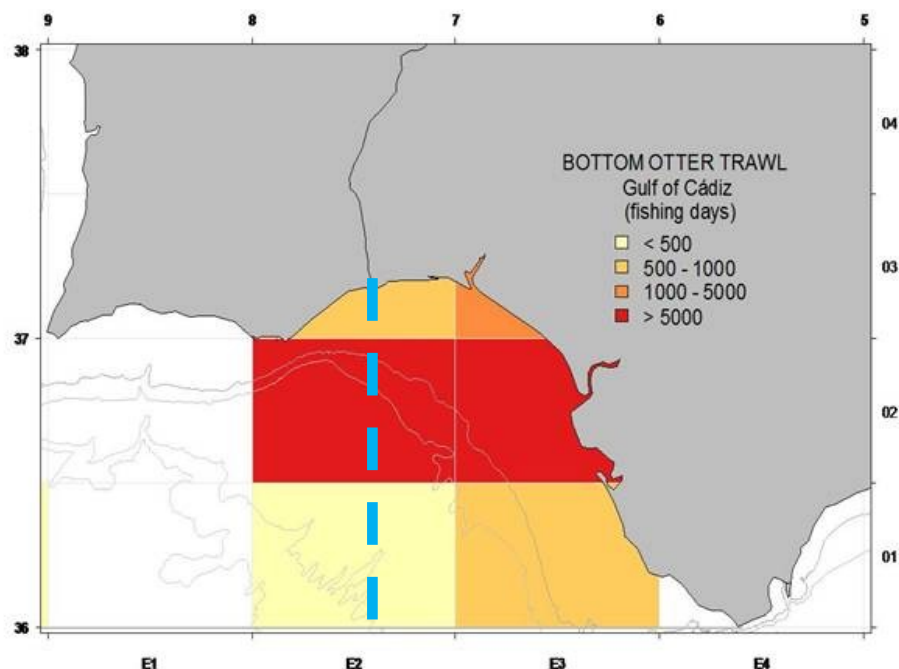 9 8 7 6 5
38
04
BOTTOM OTTER TRAWL
Gulf of Cádiz
(fishing days)
< 500
500 - 1000
1000 - 5000
> 5000
03
37
02
01
36
E1 E2 E3 E4